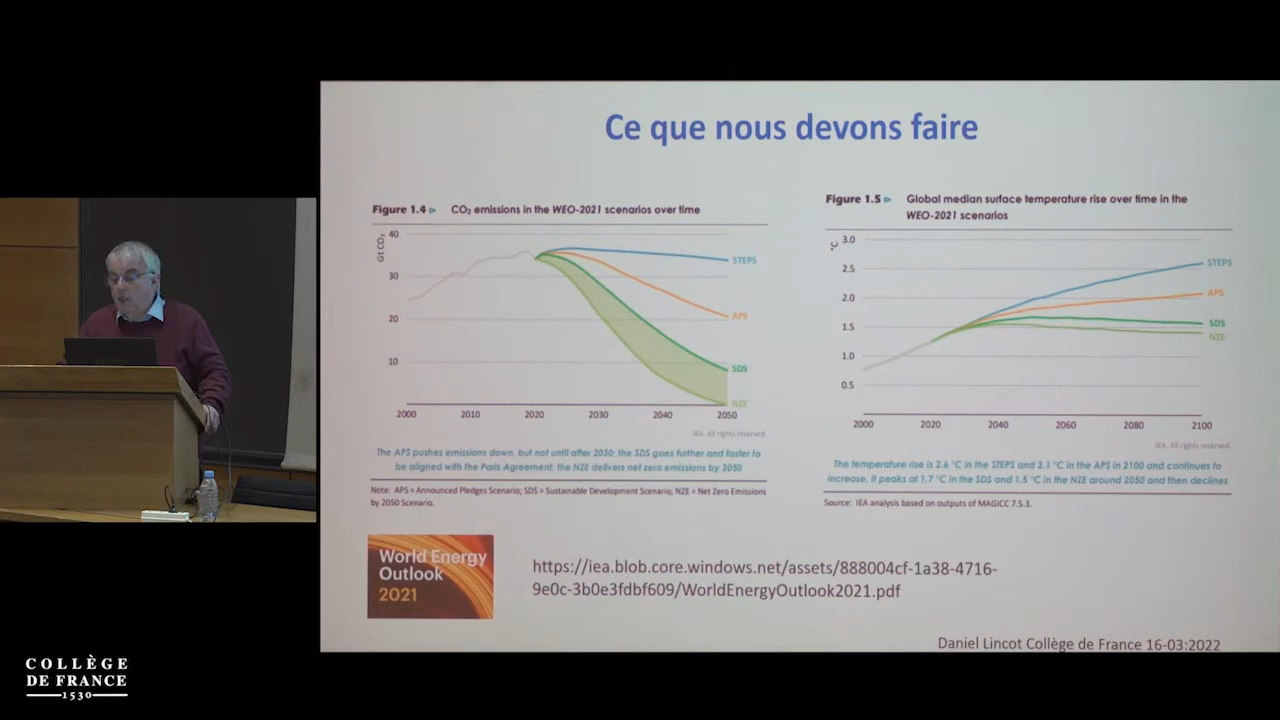 Ce que nous devons faire
Figure 1.4 ▷ CO₂ emissions in the WEO-2021 scenarios over time
Gt CO₂
40
30
20
10
STEPS
APS
SDS
NZE
2000 2010 2020 2030 2040 2050
IEA. All rights reserved.
The APS pushes emissions down, but not until after 2030; the SDS goes further and faster to
be aligned with the Paris Agreement; the NZE delivers net zero emissions by 2050
Note: APS = Announced Pledges Scenario; SDS = Sustainable Development Scenario; NZE = Net Zero Emissions
by 2050 Scenario.
Figure 1.5 ▷ Global median surface temperature rise over time in the
WEO-2021 scenarios
°C
3.0
2.5
2.0
1.5
1.0
0.5
STEPS
APS
SDS
NZE
2000 2020 2040 2060 2080 2100
IEA. All rights reserved.
The temperature rise is 2.6 °C in the STEPS and 2.1 °C in the APS in 2100 and continues to
increase. It peaks at 1.7 °C in the SDS and 1.5 °C in the NZE around 2050 and then declines
Source: IEA analysis based on outputs of MAGICC 7.5.3.
World Energy
Outlook
2021
https://iea.blob.core.windows.net/assets/888004cf-1a38-4716-
9e0c-3b0e3fdbf609/WorldEnergyOutlook2021.pdf
Daniel Lincot Collège de France 16-03:2022
COLLÈGE
DE FRANCE
1530